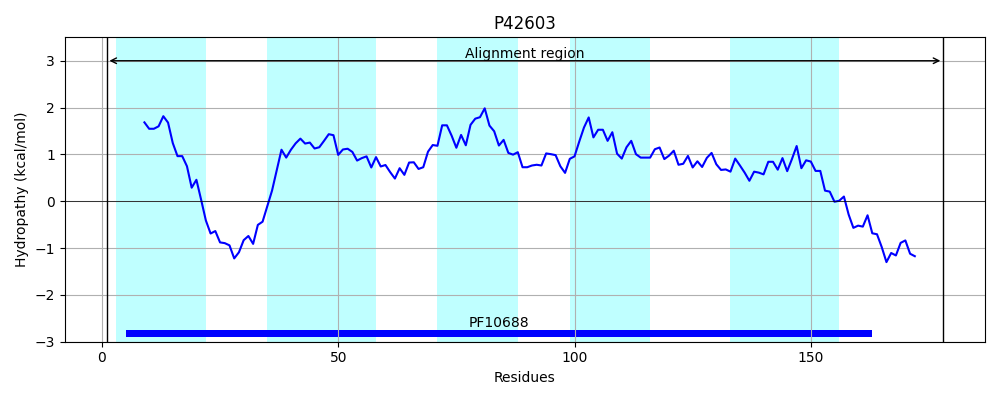 P42603
Alignment region
Hydropathy (kcal/mol)
3
2
1
0
−1
−2
−3
PF10688
0
50
100
150
Residues